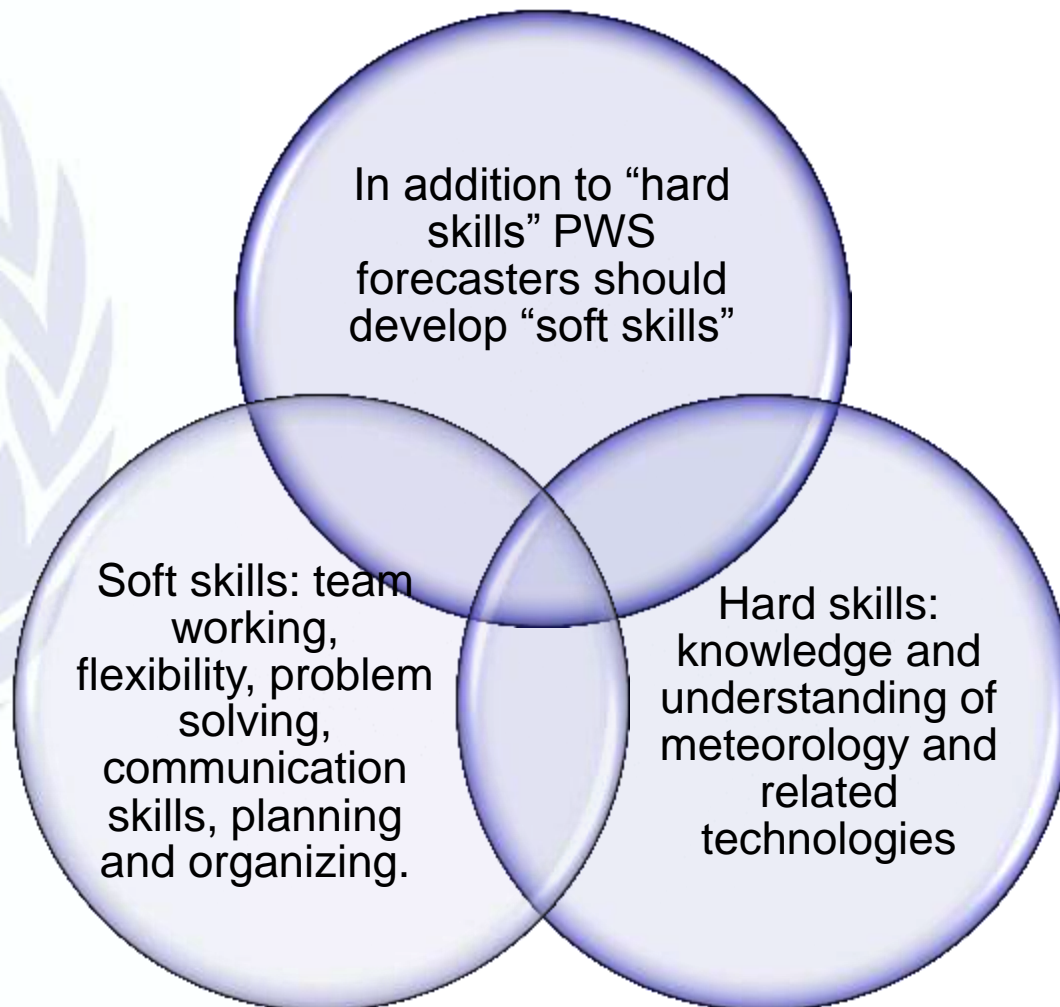 In addition to “hard
skills” PWS
forecasters should
develop “soft skills”
Soft skills: team
working,
flexibility, problem
solving,
communication
skills, planning
and organizing.
Hard skills:
knowledge and
understanding of
meteorology and
related
technologies